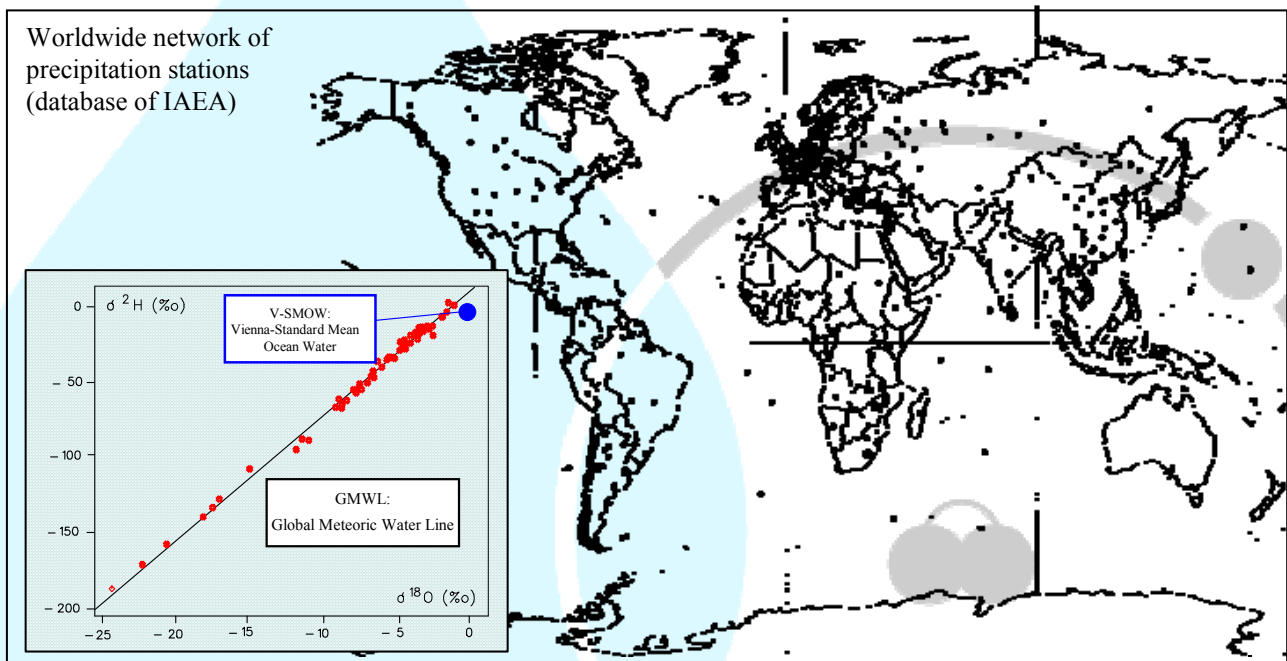 Worldwide network of
precipitation stations
(database of IAEA)
0
– 50
– 100
– 150
– 200
d ²H (‰)
V-SMOW:
Vienna-Standard Mean
Ocean Water
GMWL:
Global Meteoric Water Line
d ¹⁸O (‰)
– 25
– 20
– 15
– 10
– 5
0